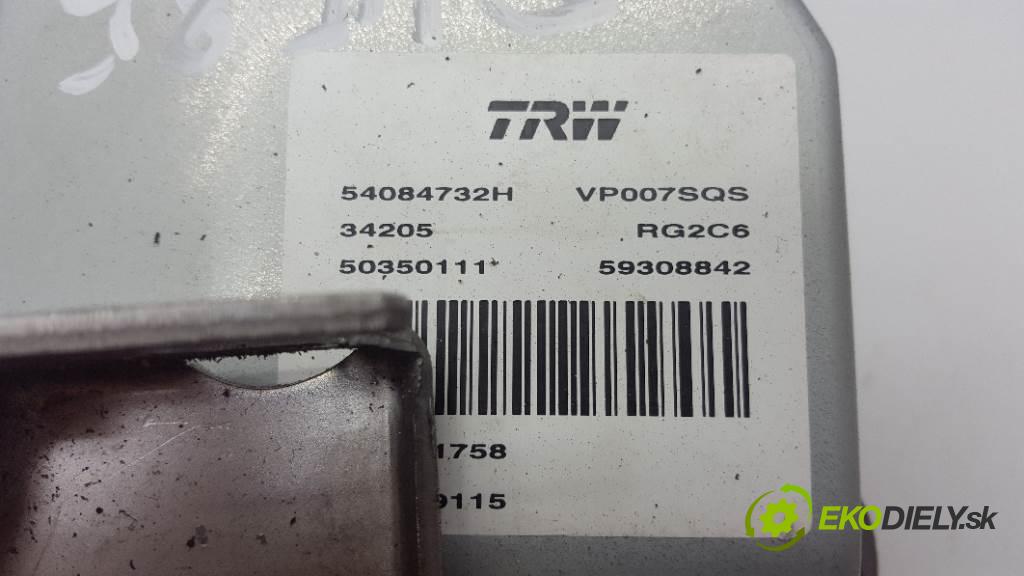 TRW
54084732H VP007SQS
34205 RG2C6
50350111 59308842
1758
9115
EKODIELY.sk